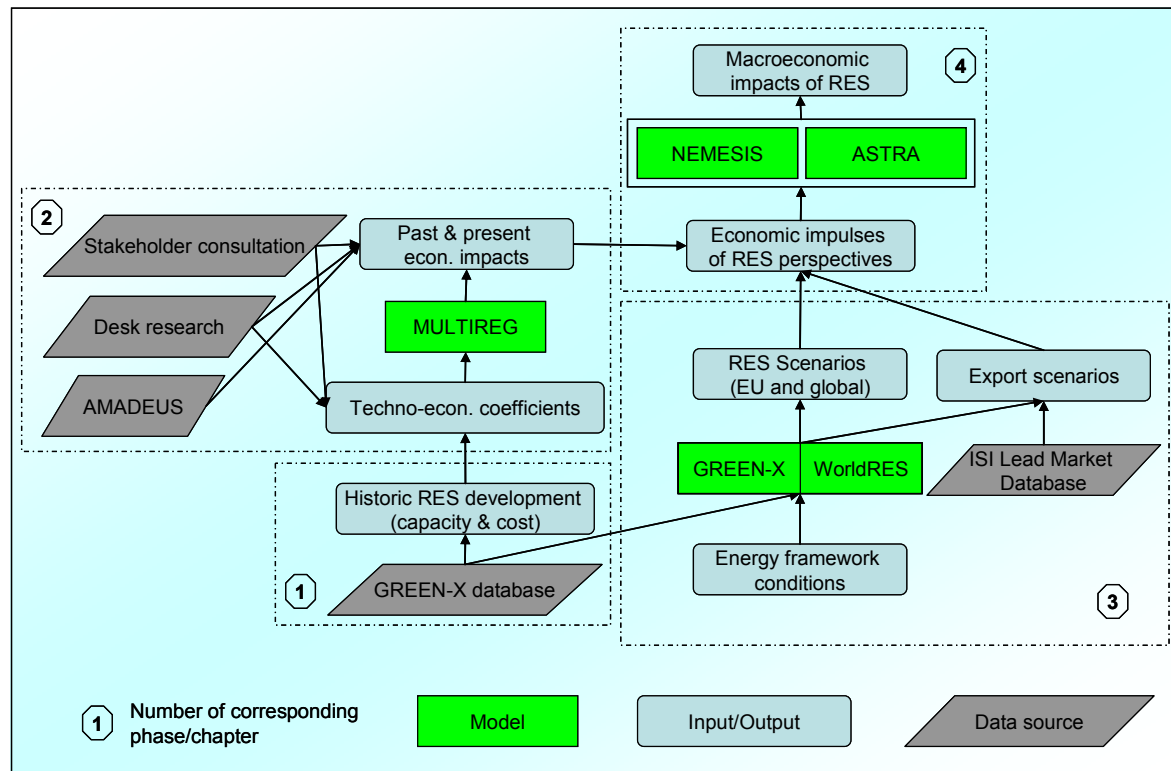 4
Macroeconomic
impacts of RES
NEMESIS
ASTRA
2
Stakeholder consultation
Past & present
econ. impacts
Economic impulses
of RES perspectives
Desk research
MULTIREG
AMADEUS
Techno-econ. coefficients
RES Scenarios
(EU and global)
Export scenarios
GREEN-X
WorldRES
ISI Lead Market
Database
Historic RES development
(capacity & cost)
Energy framework
conditions
1
GREEN-X database
3
1
Number of corresponding
phase/chapter
Model
Input/Output
Data source